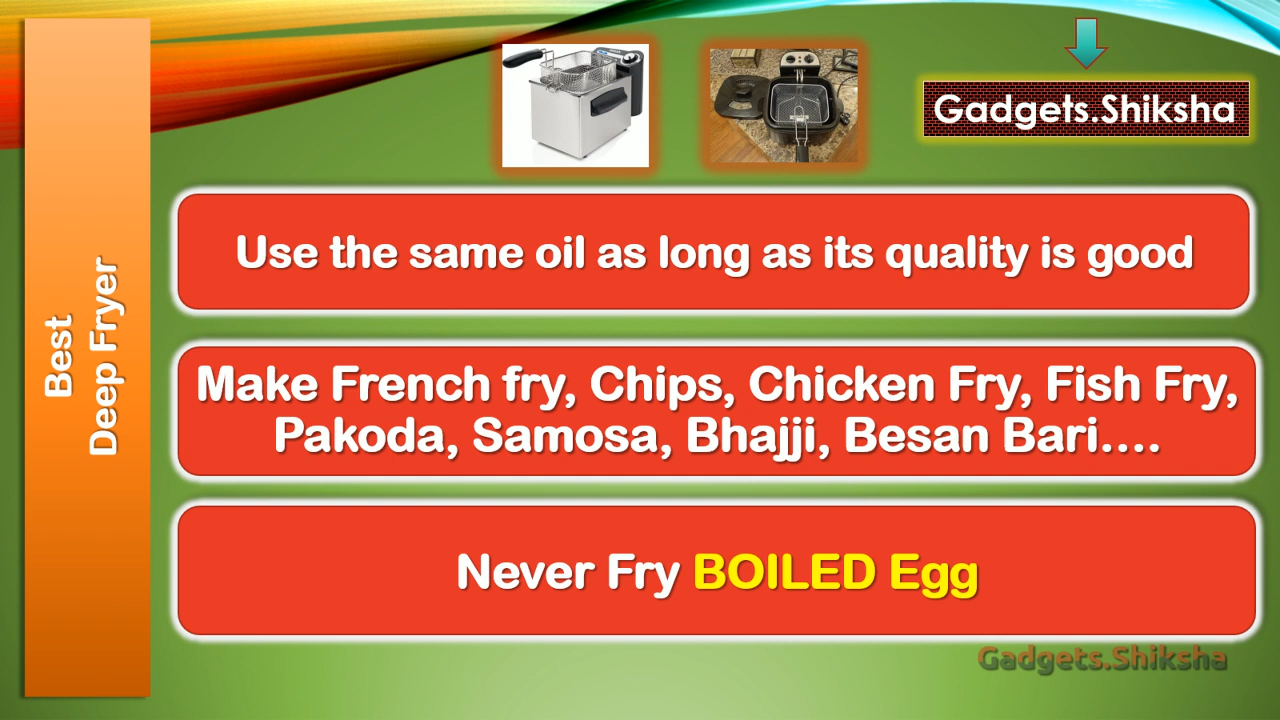 Gadgets.Shiksha
Best
Deep Fryer
Use the same oil as long as its quality is good
Make French fry, Chips, Chicken Fry, Fish Fry,
Pakoda, Samosa, Bhajji, Besan Bari....
Never Fry BOILED Egg
Gadgets.Shiksha